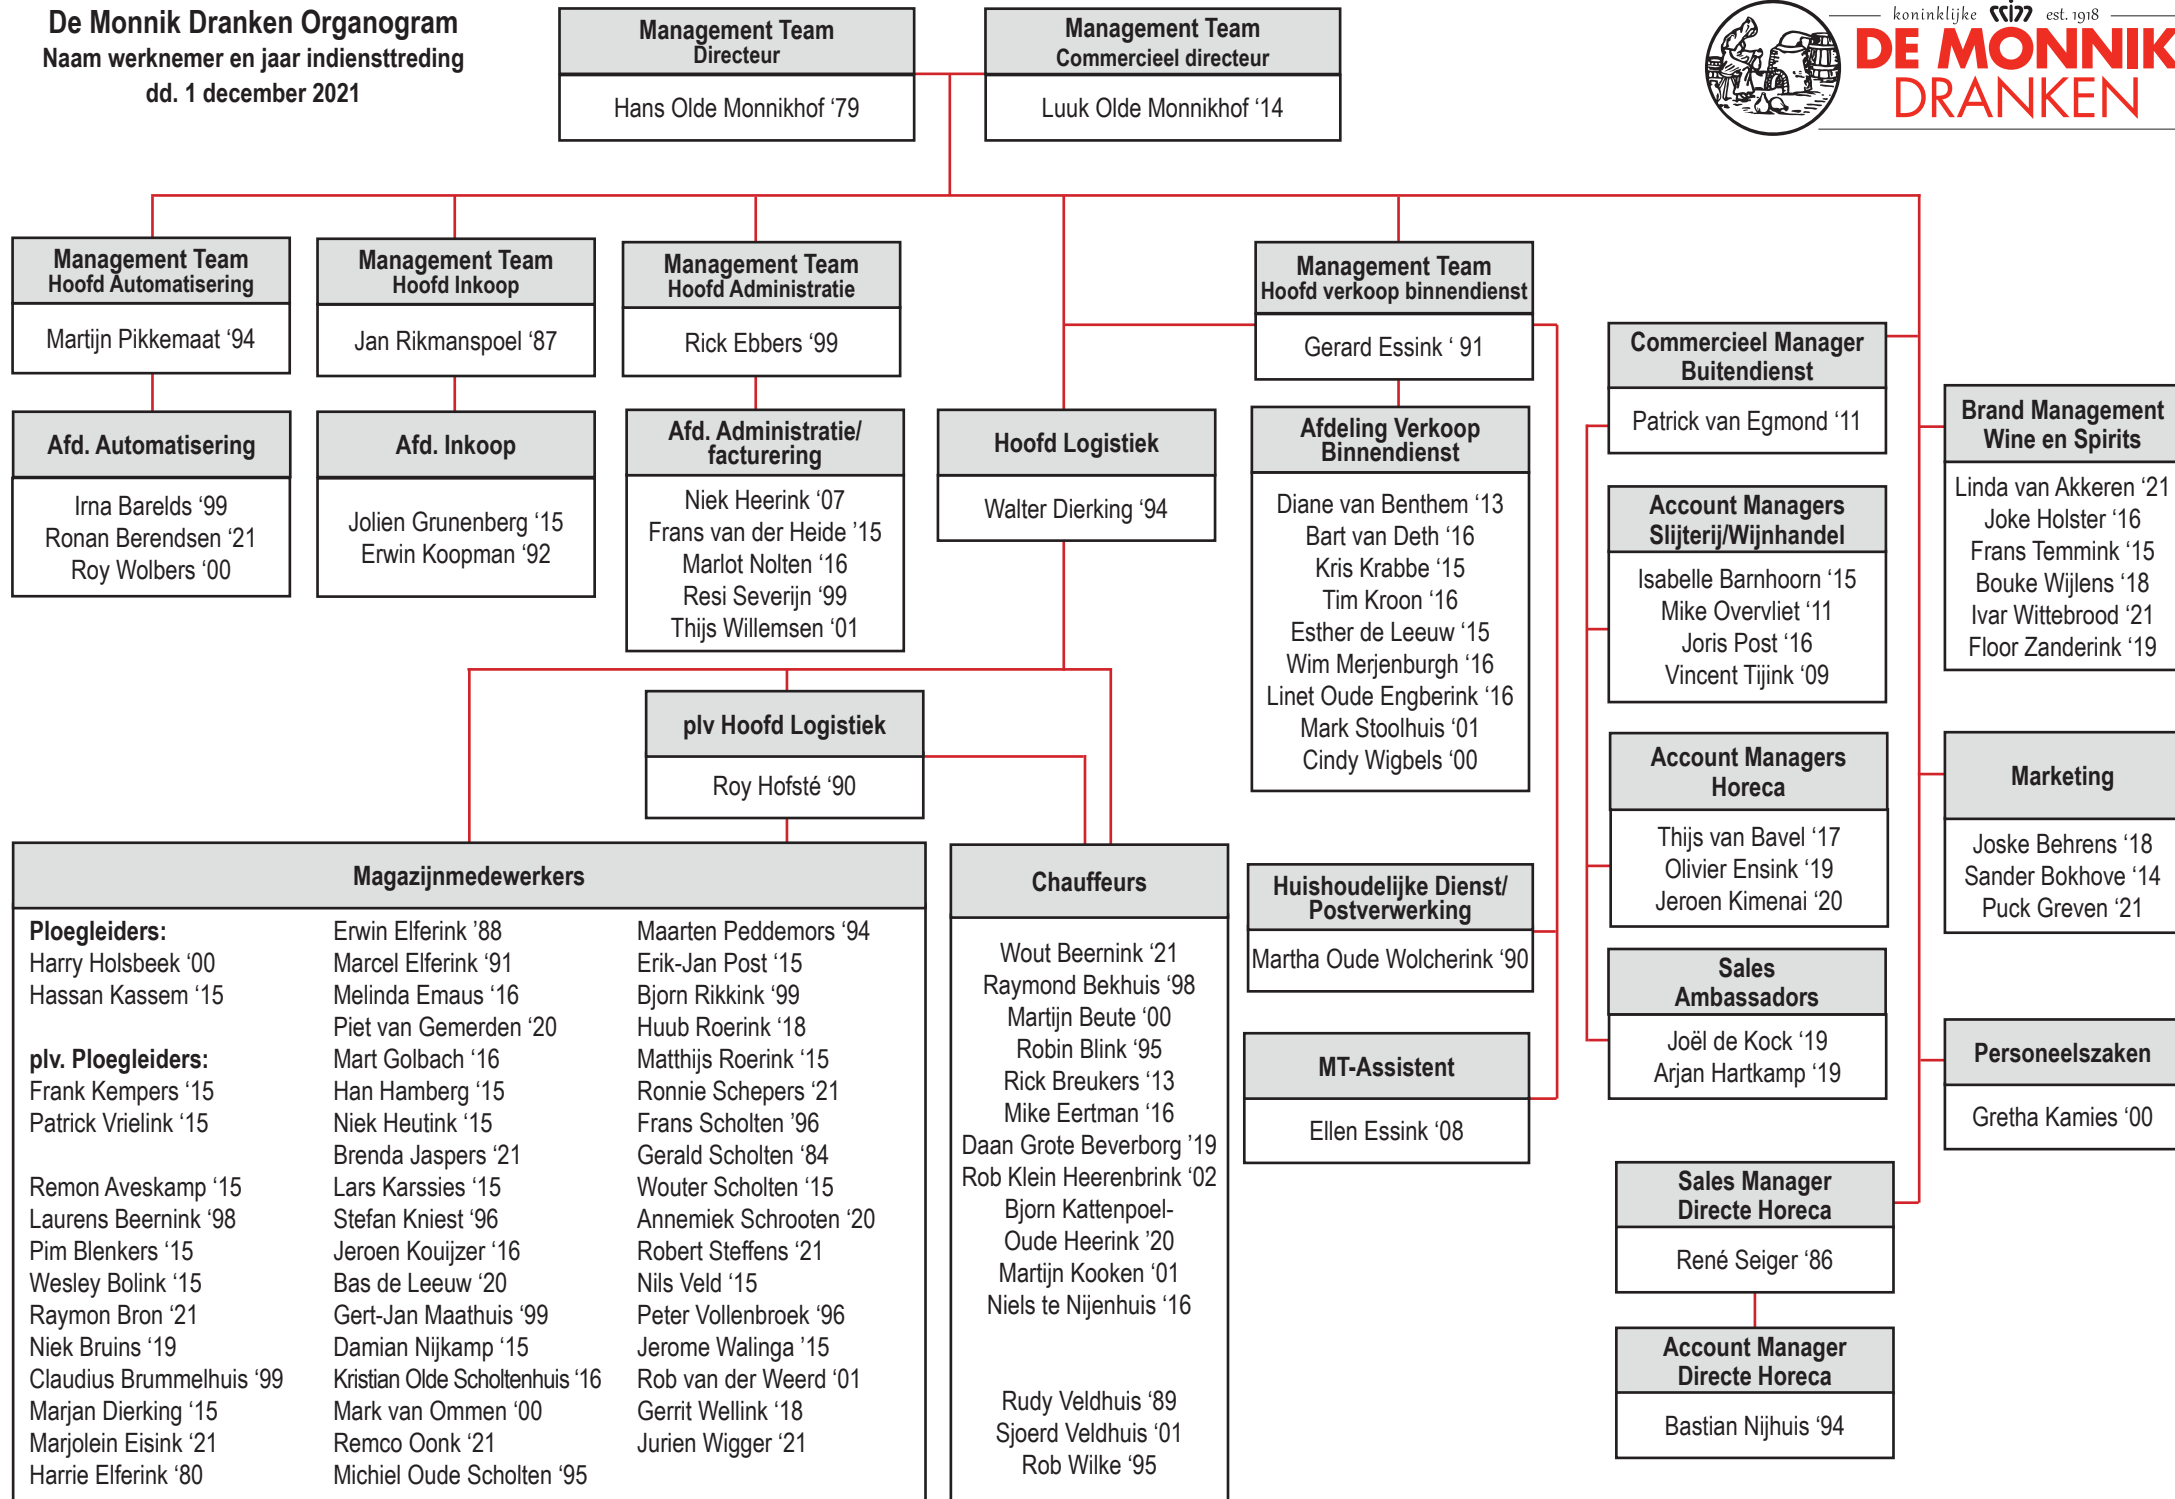 De Monnik Dranken Organogram
Naam werknemer en jaar indiensttreding
dd. 1 december 2021
Management Team
Directeur
Hans Olde Monnikhof ‘79
Management Team
Commercieel directeur
Luuk Olde Monnikhof ‘14
koninklijke est. 1918
DE MONNIK
DRANKEN
Management Team
Hoofd Automatisering
Martijn Pikkemaat ‘94
Management Team
Hoofd Inkoop
Jan Rikmanspoel ‘87
Management Team
Hoofd Administratie
Rick Ebbers ‘99
Management Team
Hoofd verkoop binnendienst
Gerard Essink ‘ 91
Afd. Automatisering
Irna Barelds ‘99
Ronan Berendsen ‘21
Roy Wolbers ‘00
Afd. Inkoop
Jolien Grunenberg ‘15
Erwin Koopman ‘92
Afd. Administratie/
facturering
Niek Heerink ‘07
Frans van der Heide ’15
Marlot Nolten ‘16
Resi Severijn ‘99
Thijs Willemsen ‘01
Hoofd Logistiek
Walter Dierking ‘94
Afdeling Verkoop
Binnendienst
Diane van Benthem ‘13
Bart van Deth ‘16
Kris Krabbe ‘15
Tim Kroon ‘16
Esther de Leeuw ‘15
Wim Merjenburgh ‘16
Linet Oude Engberink ‘16
Mark Stoolhuis ‘01
Cindy Wigbels ‘00
Commercieel Manager
Buitendienst
Patrick van Egmond ‘11
Account Managers
Slijterij/Wijnhandel
Isabelle Barnhoorn ‘15
Mike Overvliet ‘11
Joris Post ‘16
Vincent Tijink ‘09
Account Managers
Horeca
Thijs van Bavel ‘17
Olivier Ensink ‘19
Jeroen Kimenai ‘20
Sales
Ambassadors
Joël de Kock ‘19
Arjan Hartkamp ‘19
Brand Management
Wine en Spirits
Linda van Akkeren ‘21
Joke Holster ‘16
Frans Temmink ‘15
Bouke Wijlens ‘18
Ivar Wittebrood ‘21
Floor Zanderink ‘19
Marketing
Joske Behrens ‘18
Sander Bokhove ‘14
Puck Greven ‘21
Personeelszaken
Gretha Kamies ‘00
Sales Manager
Directe Horeca
René Seiger ‘86
Account Manager
Directe Horeca
Bastian Nijhuis ‘94
plv Hoofd Logistiek
Roy Hofsté ‘90
Huishoudelijke Dienst/
Postverwerking
Martha Oude Wolcherink ‘90
MT-Assistent
Ellen Essink ‘08
Magazijnmedewerkers
Ploegleiders:
Harry Holsbeek ‘00
Hassan Kassem ‘15
plv. Ploegleiders:
Frank Kempers ‘15
Patrick Vrielink ‘15
Remon Aveskamp ‘15
Laurens Beernink ‘98
Pim Blenkers ‘15
Wesley Bolink ‘15
Raymon Bron ‘21
Niek Bruins ‘19
Claudius Brummelhuis ‘99
Marjan Dierking ‘15
Marjolein Eisink ‘21
Harrie Elferink ‘80
Erwin Elferink ’88
Marcel Elferink ‘91
Melinda Emaus ‘16
Piet van Gemerden ‘20
Mart Golbach ‘16
Han Hamberg ‘15
Niek Heutink ‘15
Brenda Jaspers ‘21
Lars Karssies ‘15
Stefan Kniest ‘96
Jeroen Kouijzer ‘16
Bas de Leeuw ‘20
Gert-Jan Maathuis ‘99
Damian Nijkamp ‘15
Kristian Olde Scholtenhuis ‘16
Mark van Ommen ‘00
Remco Oonk ‘21
Michiel Oude Scholten ‘95
Maarten Peddemors ‘94
Erik-Jan Post ‘15
Bjorn Rikkink ‘99
Huub Roerink ‘18
Matthijs Roerink ‘15
Ronnie Schepers ‘21
Frans Scholten ’96
Gerald Scholten ‘84
Wouter Scholten ‘15
Annemiek Schrooten ‘20
Robert Steffens ‘21
Nils Veld ‘15
Peter Vollenbroek ‘96
Jerome Walinga ’15
Rob van der Weerd ‘01
Gerrit Wellink ‘18
Jurien Wigger ‘21
Chauffeurs
Wout Beernink ‘21
Raymond Bekhuis ‘98
Martijn Beute ‘00
Robin Blink ‘95
Rick Breukers ‘13
Mike Eertman ‘16
Daan Grote Beverborg ’19
Rob Klein Heerenbrink ‘02
Bjorn Kattenpoel-
Oude Heerink ‘20
Martijn Kooken ‘01
Niels te Nijenhuis ‘16
Rudy Veldhuis ‘89
Sjoerd Veldhuis ‘01
Rob Wilke ‘95